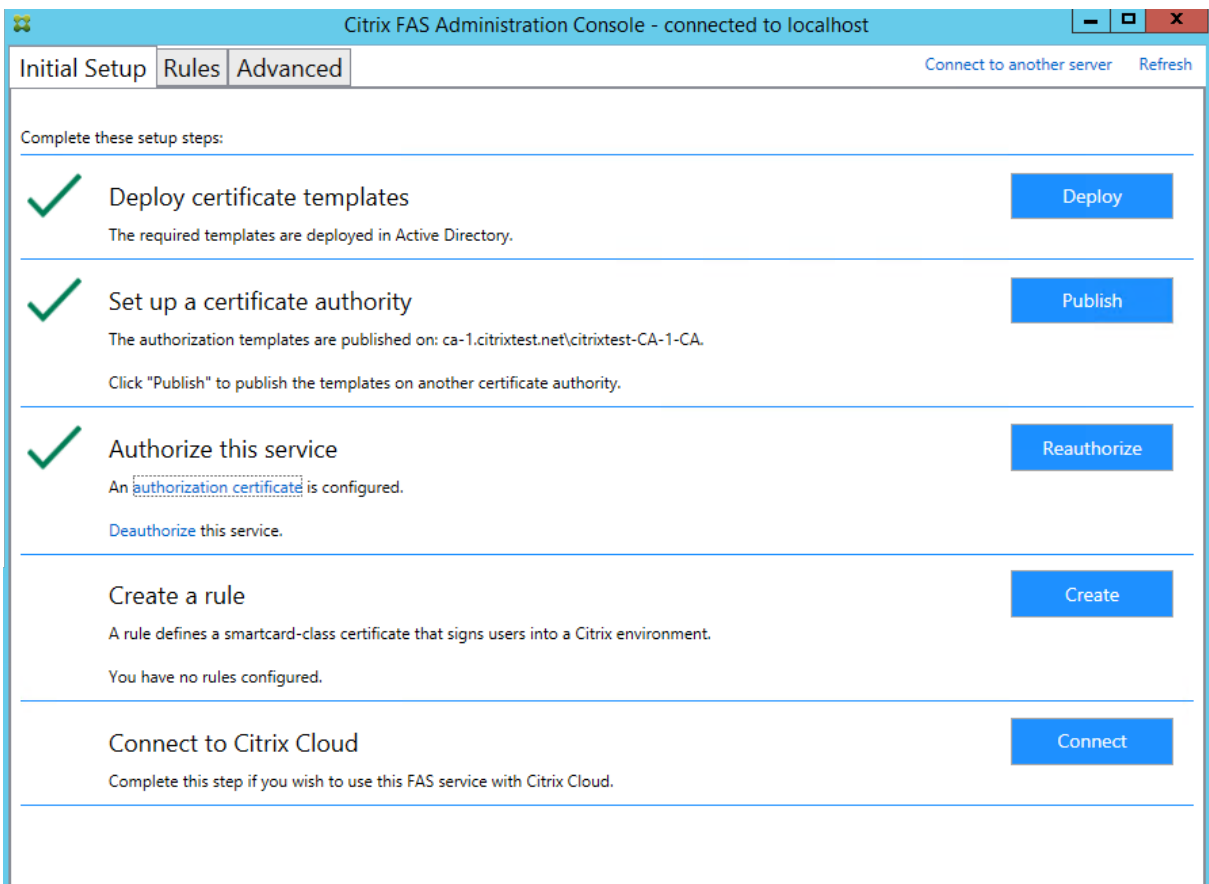 Citrix FAS Administration Console - connected to localhost
Initial Setup Rules Advanced Connect to another server Refresh
Complete these setup steps:
Deploy certificate templates Deploy
The required templates are deployed in Active Directory.
Set up a certificate authority Publish
The authorization templates are published on: ca-1.citrixtest.net\citrixtest-CA-1-CA.
Click "Publish" to publish the templates on another certificate authority.
Authorize this service Reauthorize
An authorization certificate is configured.
Deauthorize this service.
Create a rule Create
A rule defines a smartcard-class certificate that signs users into a Citrix environment.
You have no rules configured.
Connect to Citrix Cloud Connect
Complete this step if you wish to use this FAS service with Citrix Cloud.